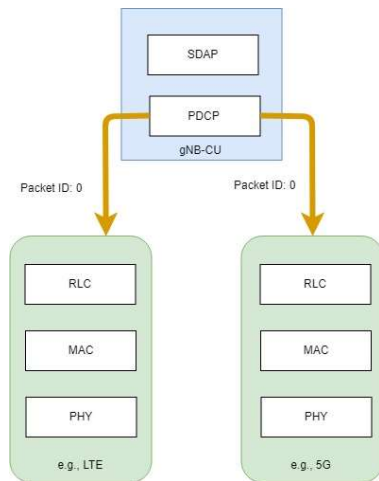 SDAP
PDCP
gNB-CU
Packet ID: 0
Packet ID: 0
RLC
MAC
PHY
e.g., LTE
RLC
MAC
PHY
e.g., 5G